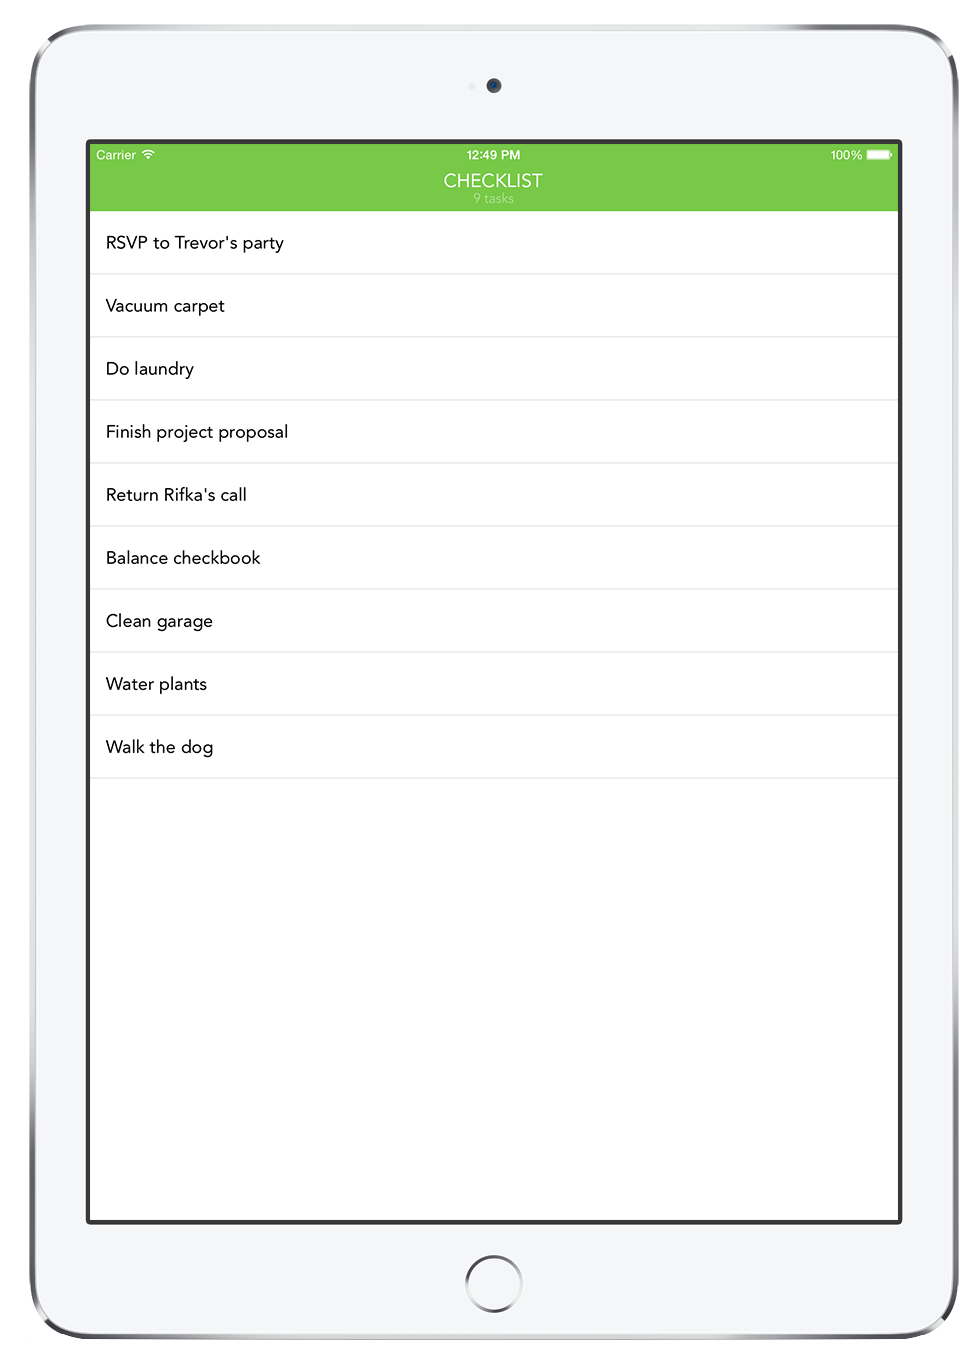 Carrier 12:49 PM 100%
CHECKLIST
9 tasks
RSVP to Trevor's party
Vacuum carpet
Do laundry
Finish project proposal
Return Rifka's call
Balance checkbook
Clean garage
Water plants
Walk the dog